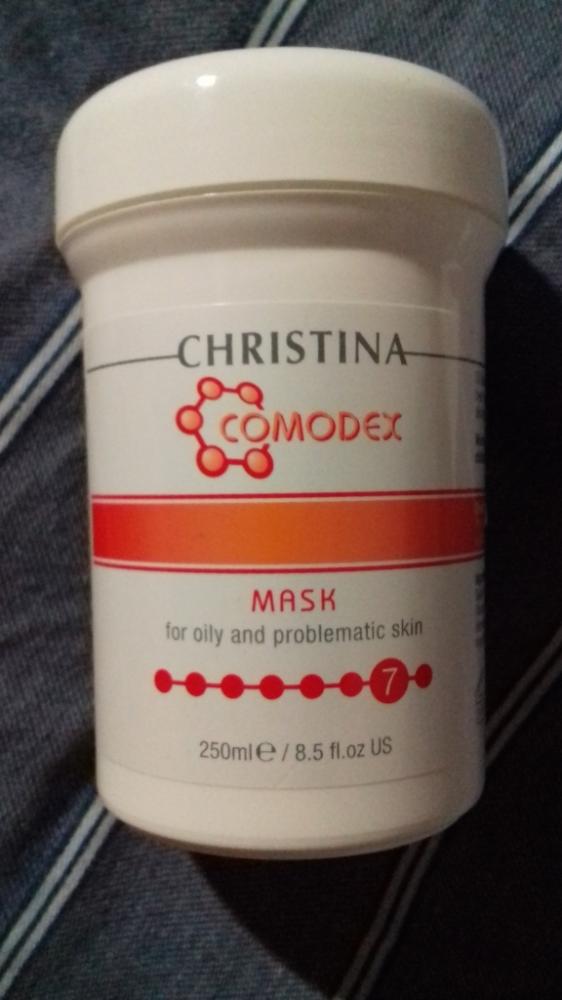 CHRISTINA
COMODEX
MASK
for oily and problematic skin
7
250ml℮ / 8.5 fl.oz US